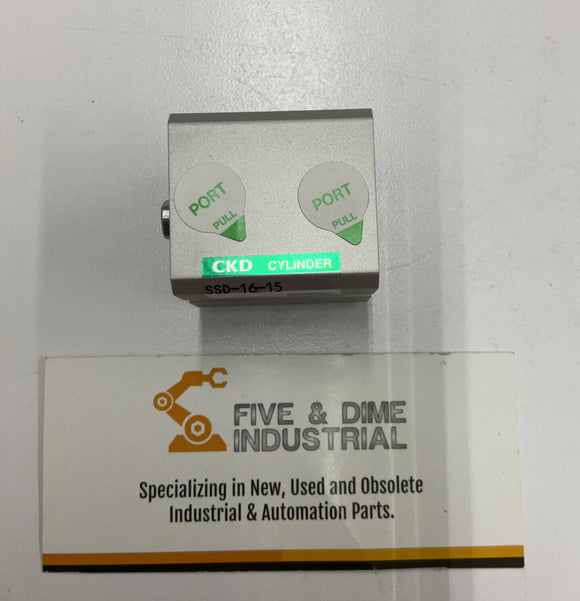 PORT
PULL
PORT
PULL
CKD CYLINDER
SSD-16-15
FIVE & DIME
INDUSTRIAL
Specializing in New, Used and Obsolete
Industrial & Automation Parts.